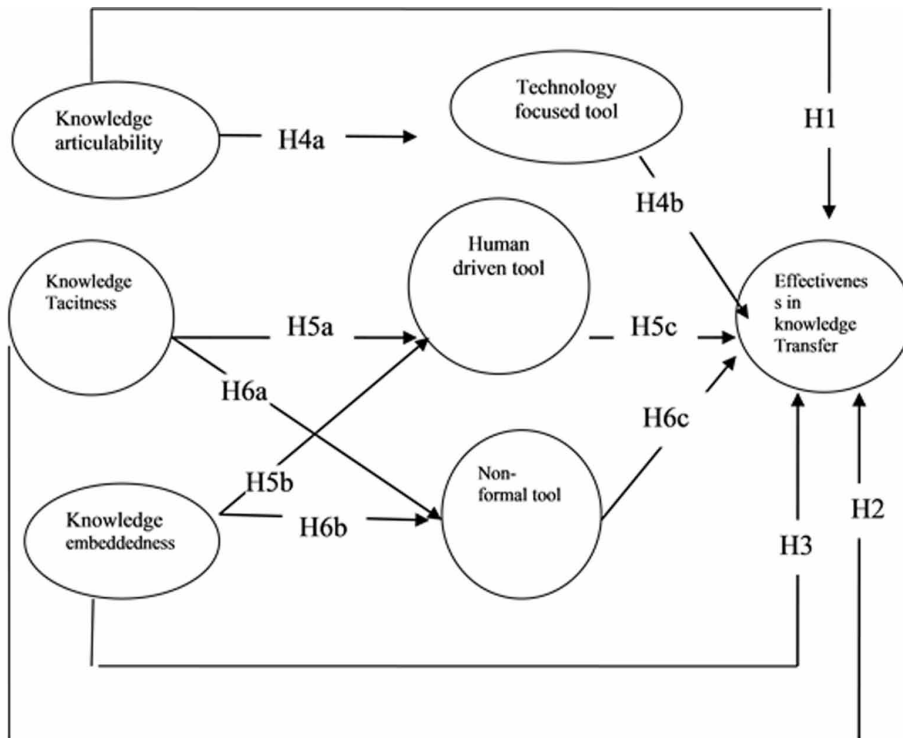 Knowledge
articulability
H4a
Technology
focused tool
H1
H4b
Knowledge
Tacitness
H5a
H6a
Human
driven tool
H5c
Effectivenes
s in
knowledge
Transfer
H6c
Knowledge
embeddedness
H5b
H6b
Non-
formal tool
H3
H2